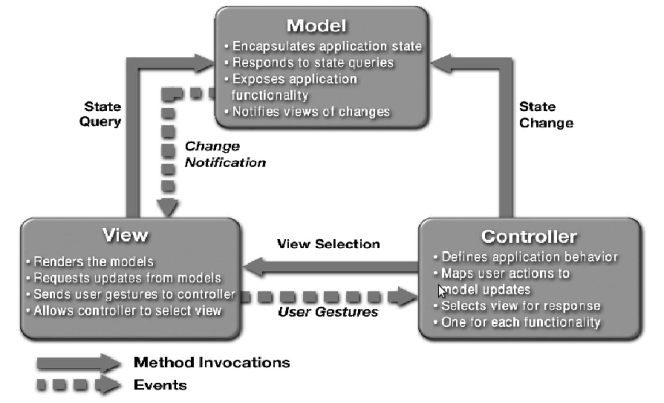 Model
• Encapsulates application state
• Responds to state queries
• Exposes application
functionality
• Notifies views of changes
State
Query
Change
Notification
State
Change
View
• Renders the models
• Requests updates from models
• Sends user gestures to controller
• Allows controller to select view
View Selection
User Gestures
Controller
• Defines application behavior
• Maps user actions to
model updates
• Selects view for response
• One for each functionality
Method Invocations
Events